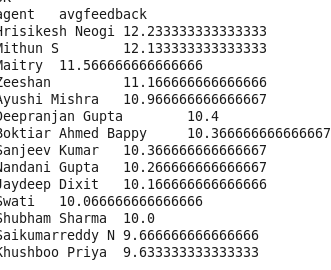 OK
agent avgfeedback
Hrisikesh Neogi 12.233333333333333
Mithun S 12.133333333333333
Maitry 11.566666666666666
Zeeshan 11.166666666666666
Ayushi Mishra 10.966666666666667
Deepranjan Gupta 10.4
Boktiar Ahmed Bappy 10.366666666666667
Sanjeev Kumar 10.366666666666667
Nandani Gupta 10.266666666666667
Jaydeep Dixit 10.166666666666666
Swati 10.066666666666666
Shubham Sharma 10.0
Saikumarreddy N 9.666666666666666
Khushboo Priya 9.633333333333333